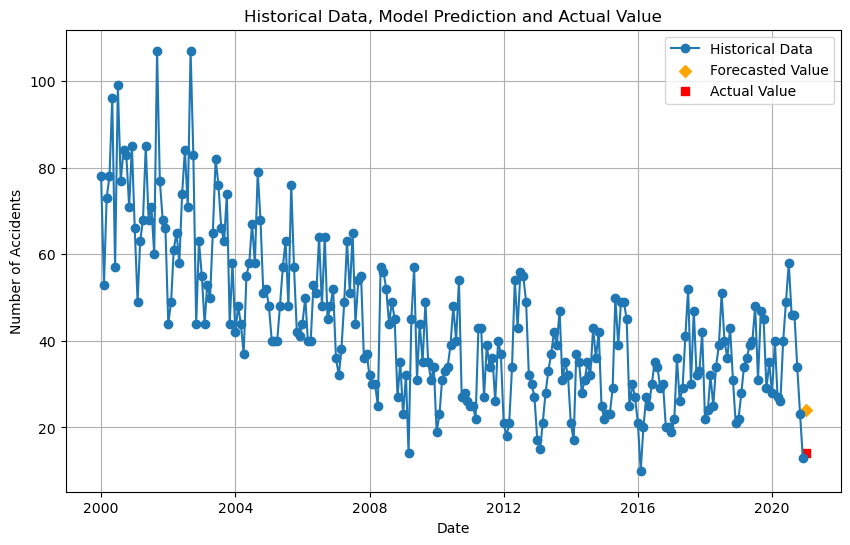 Historical Data, Model Prediction and Actual Value
Historical Data
Forecasted Value
Actual Value
Number of Accidents
100
80
60
40
20
2000
2004
2008
2012
2016
2020
Date